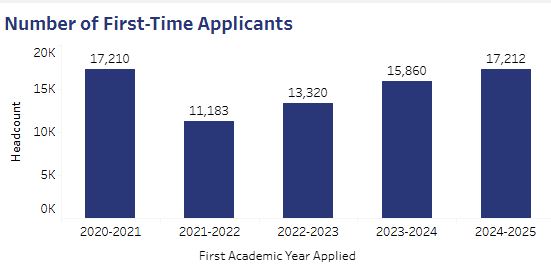 Number of First-Time Applicants
20K
15K
10K
5K
0K
Headcount
17,210
11,183
13,320
15,860
17,212
2020-2021
2021-2022
2022-2023
2023-2024
2024-2025
First Academic Year Applied